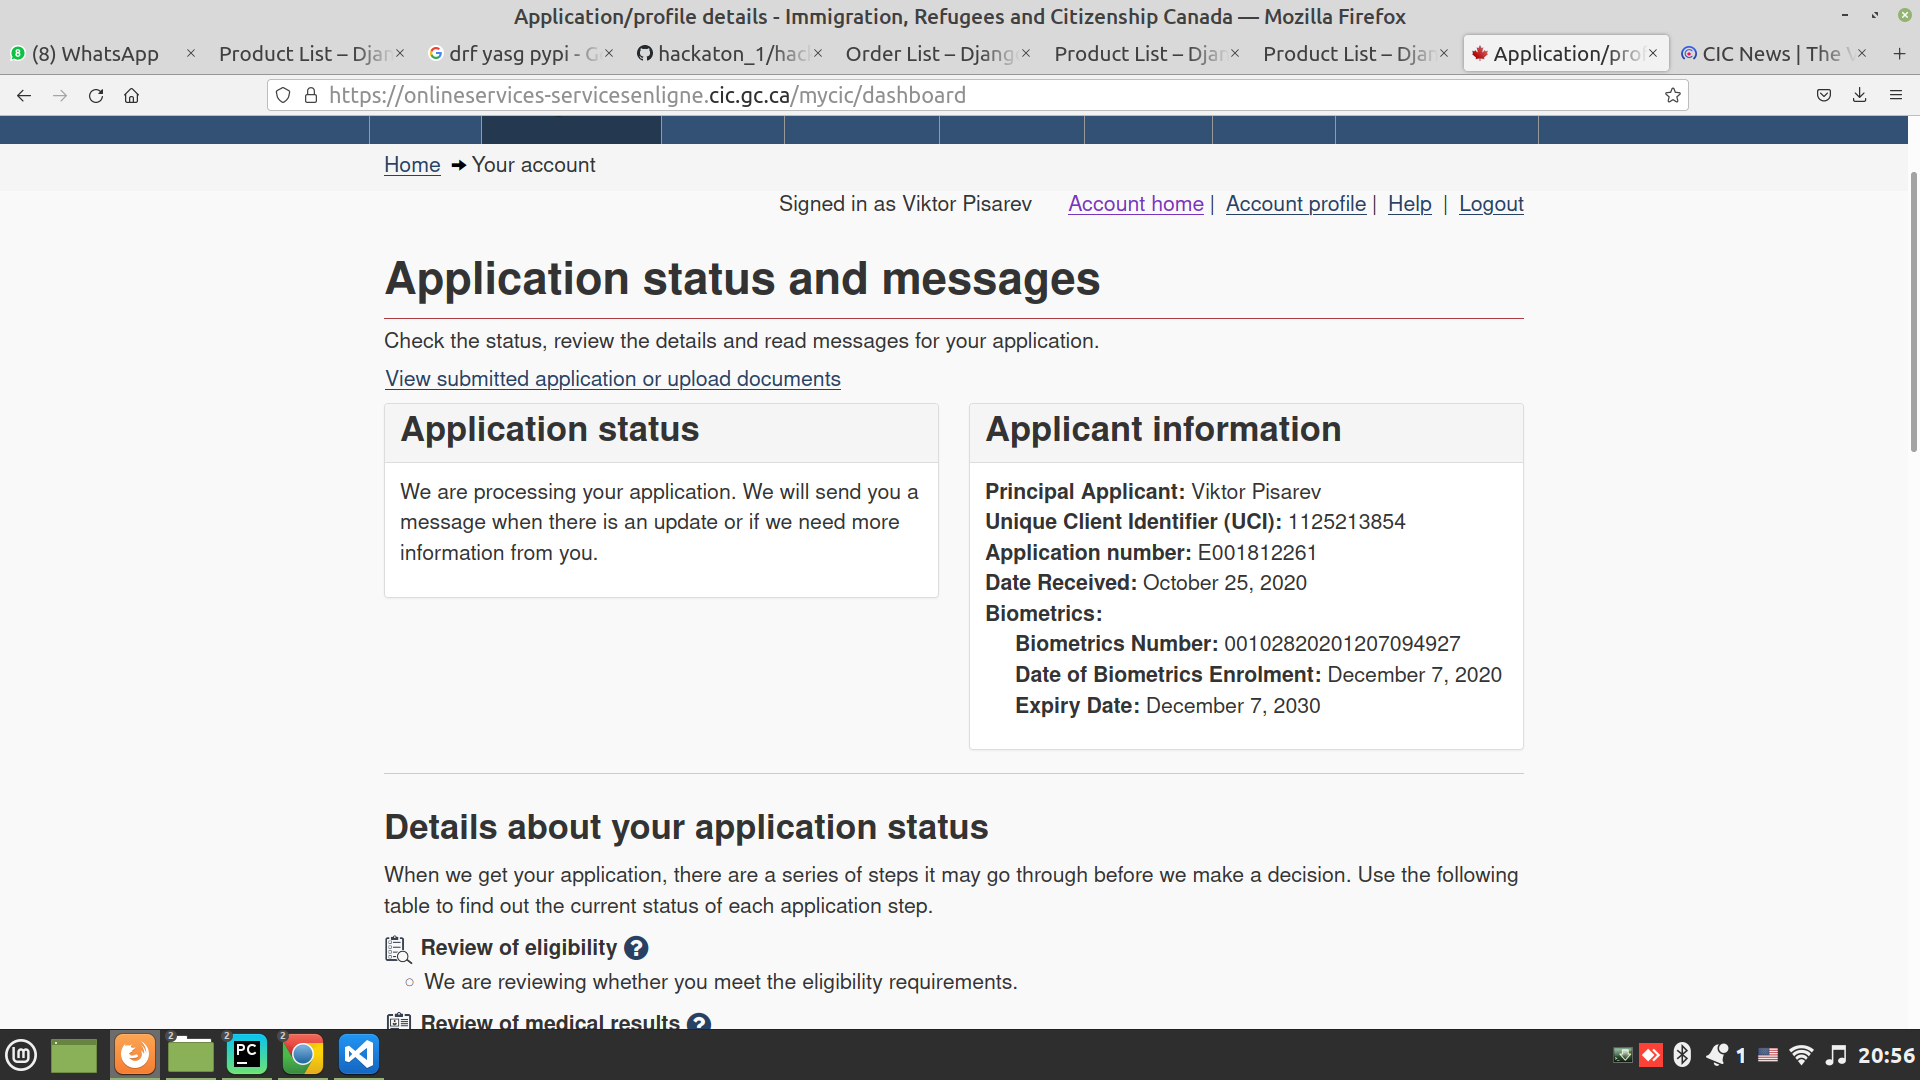 Application/profile details - Immigration, Refugees and Citizenship Canada — Mozilla Firefox
(8) WhatsApp
Product List – Djan
drf yasg pypi - G
hackaton_1/hac
Order List – Djang
Product List – Djan
Product List – Djan
Application/prof
CIC News | The
https://onlineservices-servicesenligne.cic.gc.ca/mycic/dashboard
Home ➔ Your account
Signed in as Viktor Pisarev Account home | Account profile | Help | Logout
Application status and messages
Check the status, review the details and read messages for your application.
View submitted application or upload documents
Application status
We are processing your application. We will send you a
message when there is an update or if we need more
information from you.
Applicant information
Principal Applicant: Viktor Pisarev
Unique Client Identifier (UCI): 1125213854
Application number: E001812261
Date Received: October 25, 2020
Biometrics:
Biometrics Number: 00102820201207094927
Date of Biometrics Enrolment: December 7, 2020
Expiry Date: December 7, 2030
Details about your application status
When we get your application, there are a series of steps it may go through before we make a decision. Use the following
table to find out the current status of each application step.
Review of eligibility ?
We are reviewing whether you meet the eligibility requirements.
Review of medical results ?
2
2
PC
2
1
20:56